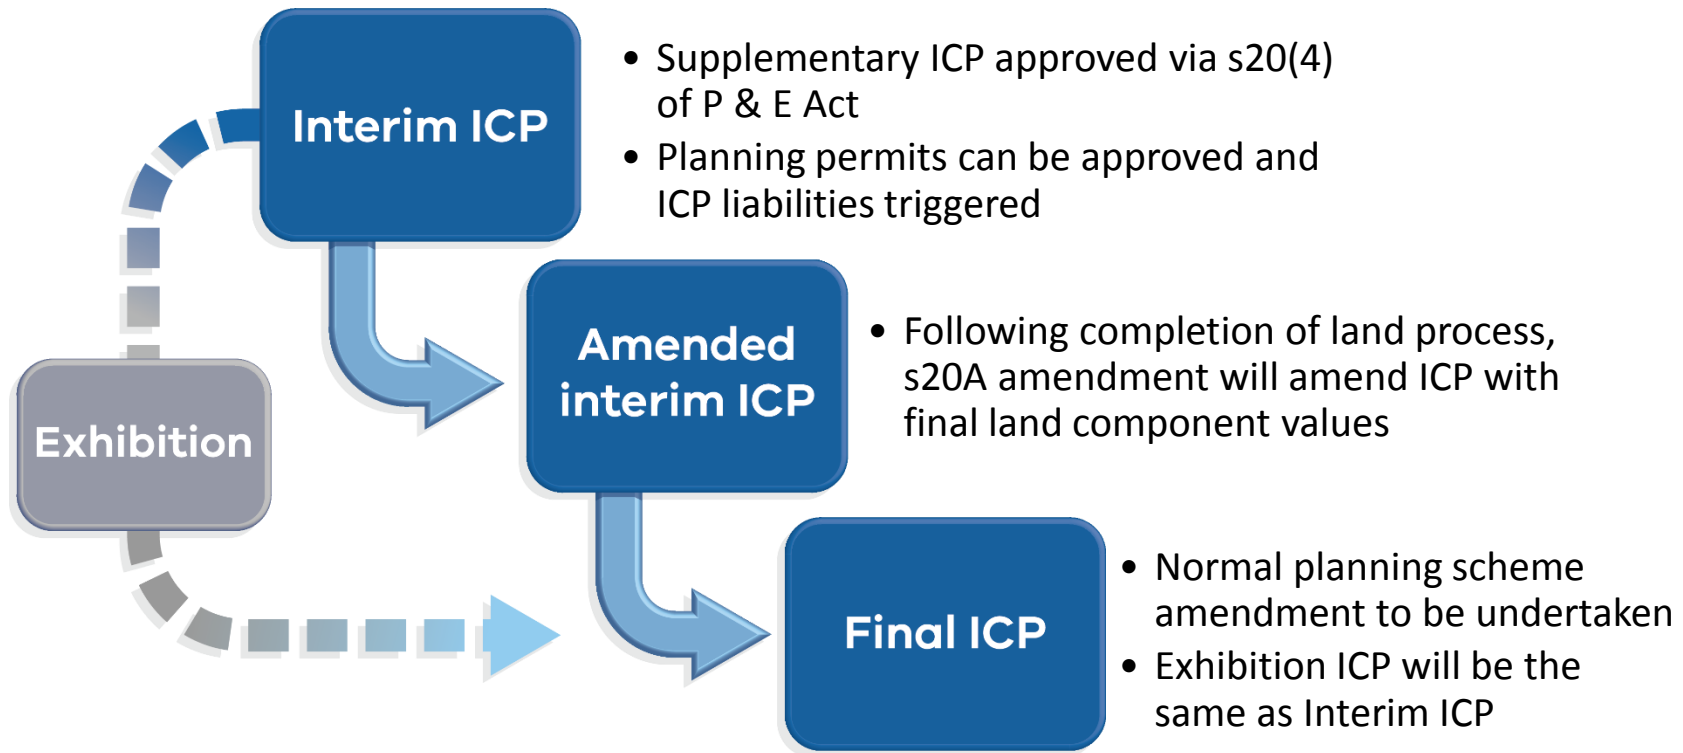 Interim ICP
• Supplementary ICP approved via s20(4)
of P & E Act
• Planning permits can be approved and
ICP liabilities triggered
Amended
interim ICP
• Following completion of land process,
s20A amendment will amend ICP with
final land component values
Exhibition
Final ICP
• Normal planning scheme
amendment to be undertaken
• Exhibition ICP will be the
same as Interim ICP